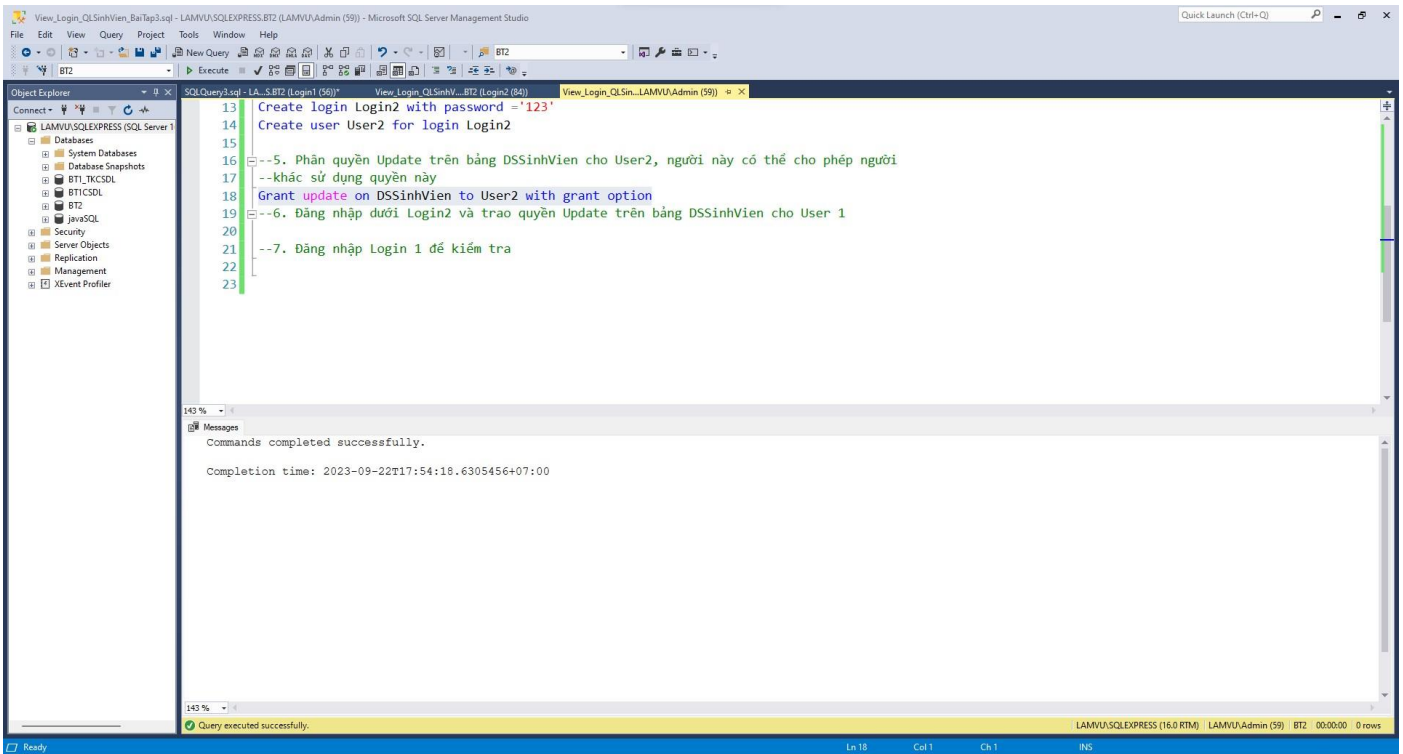 View_Login_QLSinhVien_BaiTap3.sql - LAMVU\SQLEXPRESS.BT2 (LAMVU\Admin (59)) - Microsoft SQL Server Management Studio
Quick Launch (Ctrl+Q)
File Edit View Query Project Tools Window Help
New Query
BT2
BT2
Execute
Object Explorer
SQLQuery3.sql - LA...S.BT2 (Login1 (56))*
View_Login_QLSinhV....BT2 (Login2 (84))
View_Login_QLSin...LAMVU\Admin (59))
Connect
LAMVU\SQLEXPRESS (SQL Server 1
Databases
System Databases
Database Snapshots
BT1_TKCSDL
BT1CSDL
BT2
javaSQL
Security
Server Objects
Replication
Management
XEvent Profiler
13 Create login Login2 with password ='123'
14 Create user User2 for login Login2
15
16 --5. Phân quyền Update trên bảng DSSinhVien cho User2, người này có thể cho phép người
17 --khác sử dụng quyền này
18 Grant update on DSSinhVien to User2 with grant option
19 --6. Đăng nhập dưới Login2 và trao quyền Update trên bảng DSSinhVien cho User 1
20
21 --7. Đăng nhập Login 1 để kiểm tra
22
23
143 %
Messages
Commands completed successfully.
Completion time: 2023-09-22T17:54:18.6305456+07:00
143 %
Query executed successfully.
LAMVU\SQLEXPRESS (16.0 RTM) LAMVU\Admin (59) BT2 00:00:00 0 rows
Ready Ln 18 Col 1 Ch 1 INS